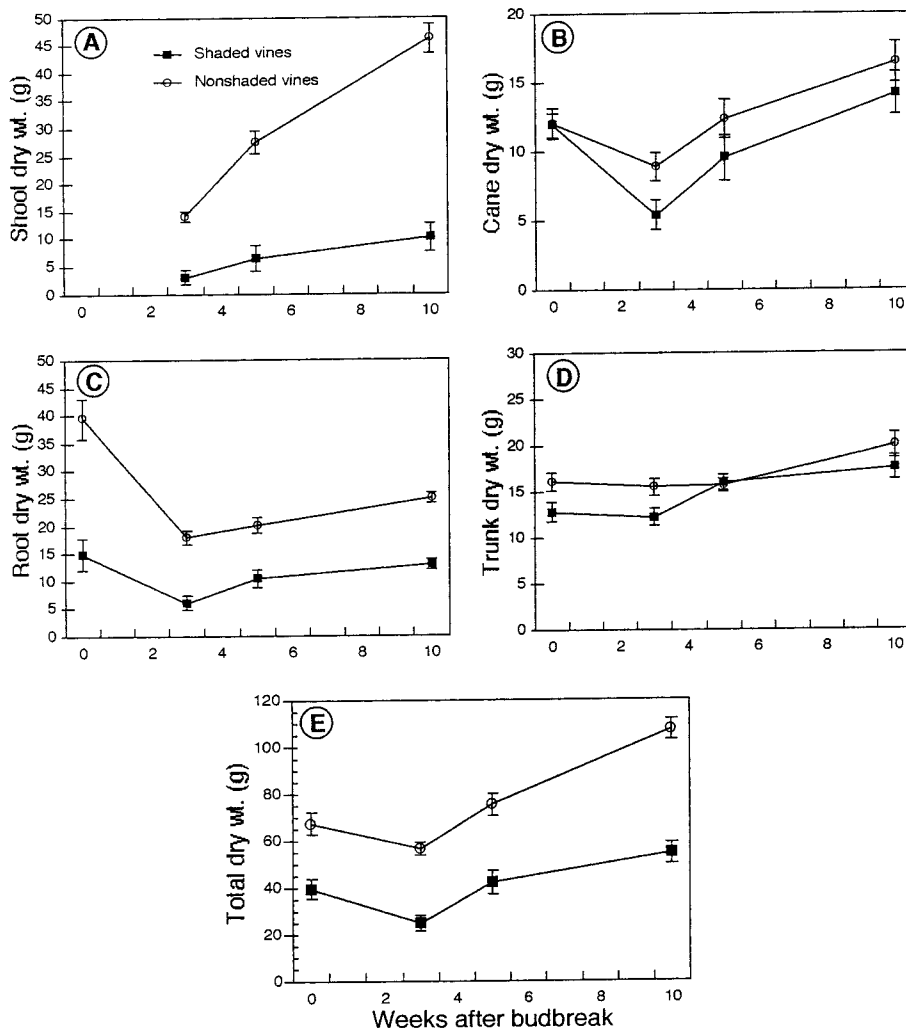 A
Shoot dry wt. (g)
50
45
40
35
30
25
20
15
10
5
0
Shaded vines
Nonshaded vines
0 2 4 6 8 10
B
Cane dry wt. (g)
20
15
10
5
0
0 2 4 6 8 10
C
Root dry wt. (g)
50
45
40
35
30
25
20
15
10
5
0
0 2 4 6 8 10
D
Trunk dry wt. (g)
30
25
20
15
10
5
0
0 2 4 6 8 10
E
Total dry wt. (g)
120
100
80
60
40
20
0
0 2 4 6 8 10
Weeks after budbreak